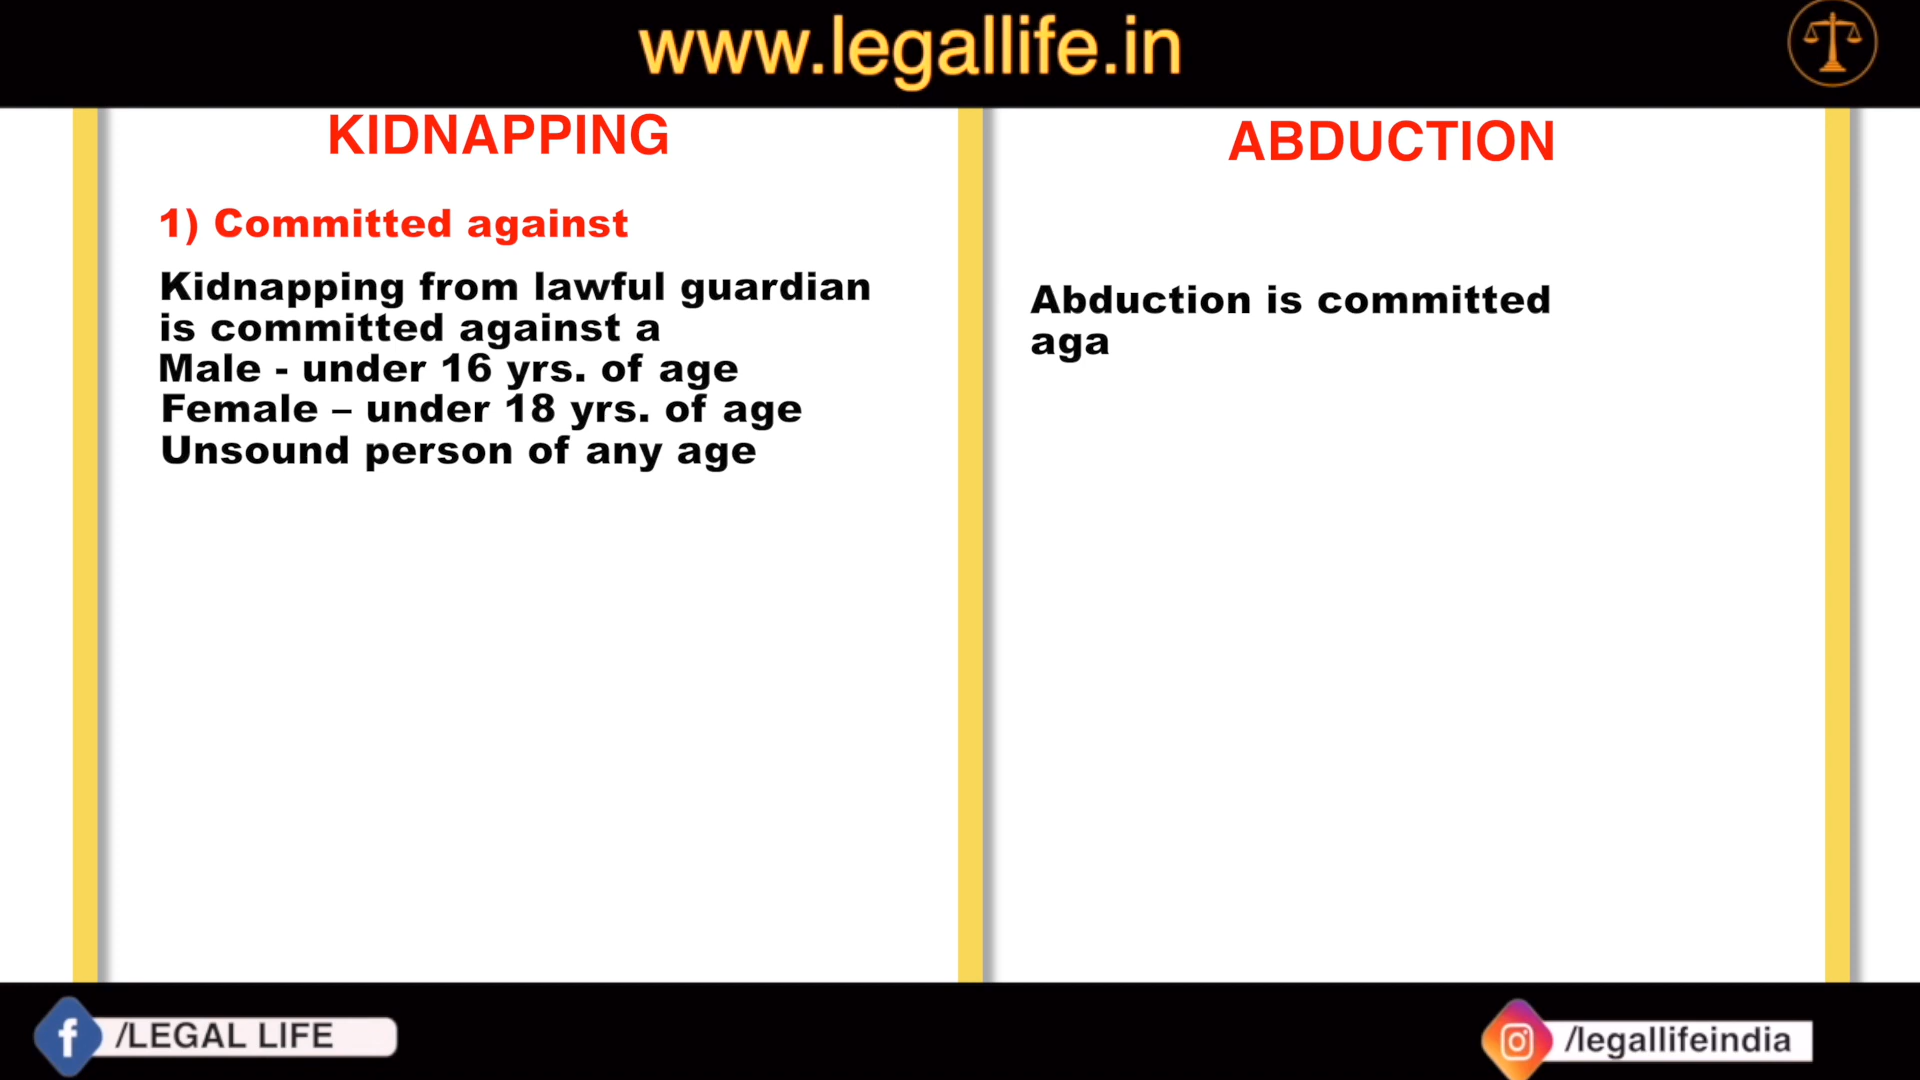 www.legallife.in
KIDNAPPING
1) Committed against
Kidnapping from lawful guardian
is committed against a
Male - under 16 yrs. of age
Female – under 18 yrs. of age
Unsound person of any age
ABDUCTION
Abduction is committed
aga
/LEGAL LIFE
/legallifeindia